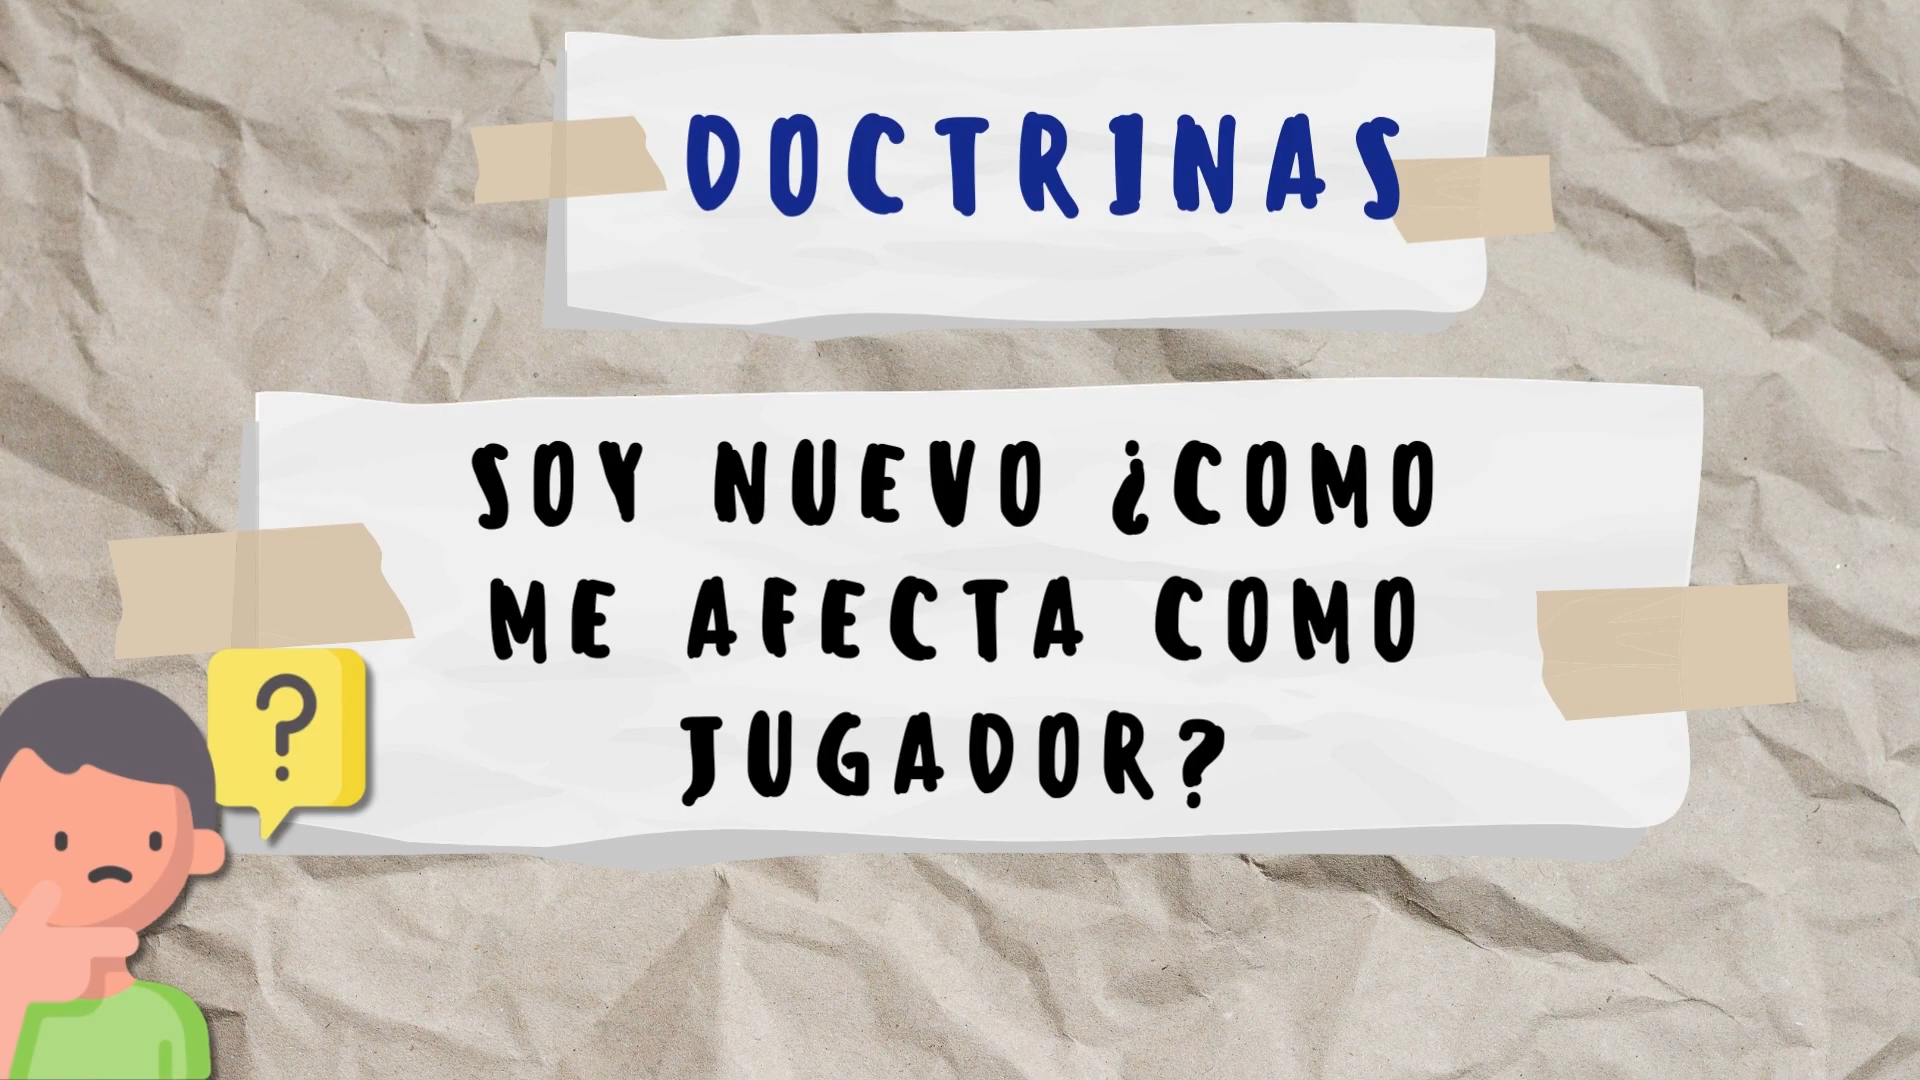 DOCTRINAS
SOY NUEVO ¿COMO
ME AFECTA COMO
JUGADOR?
?